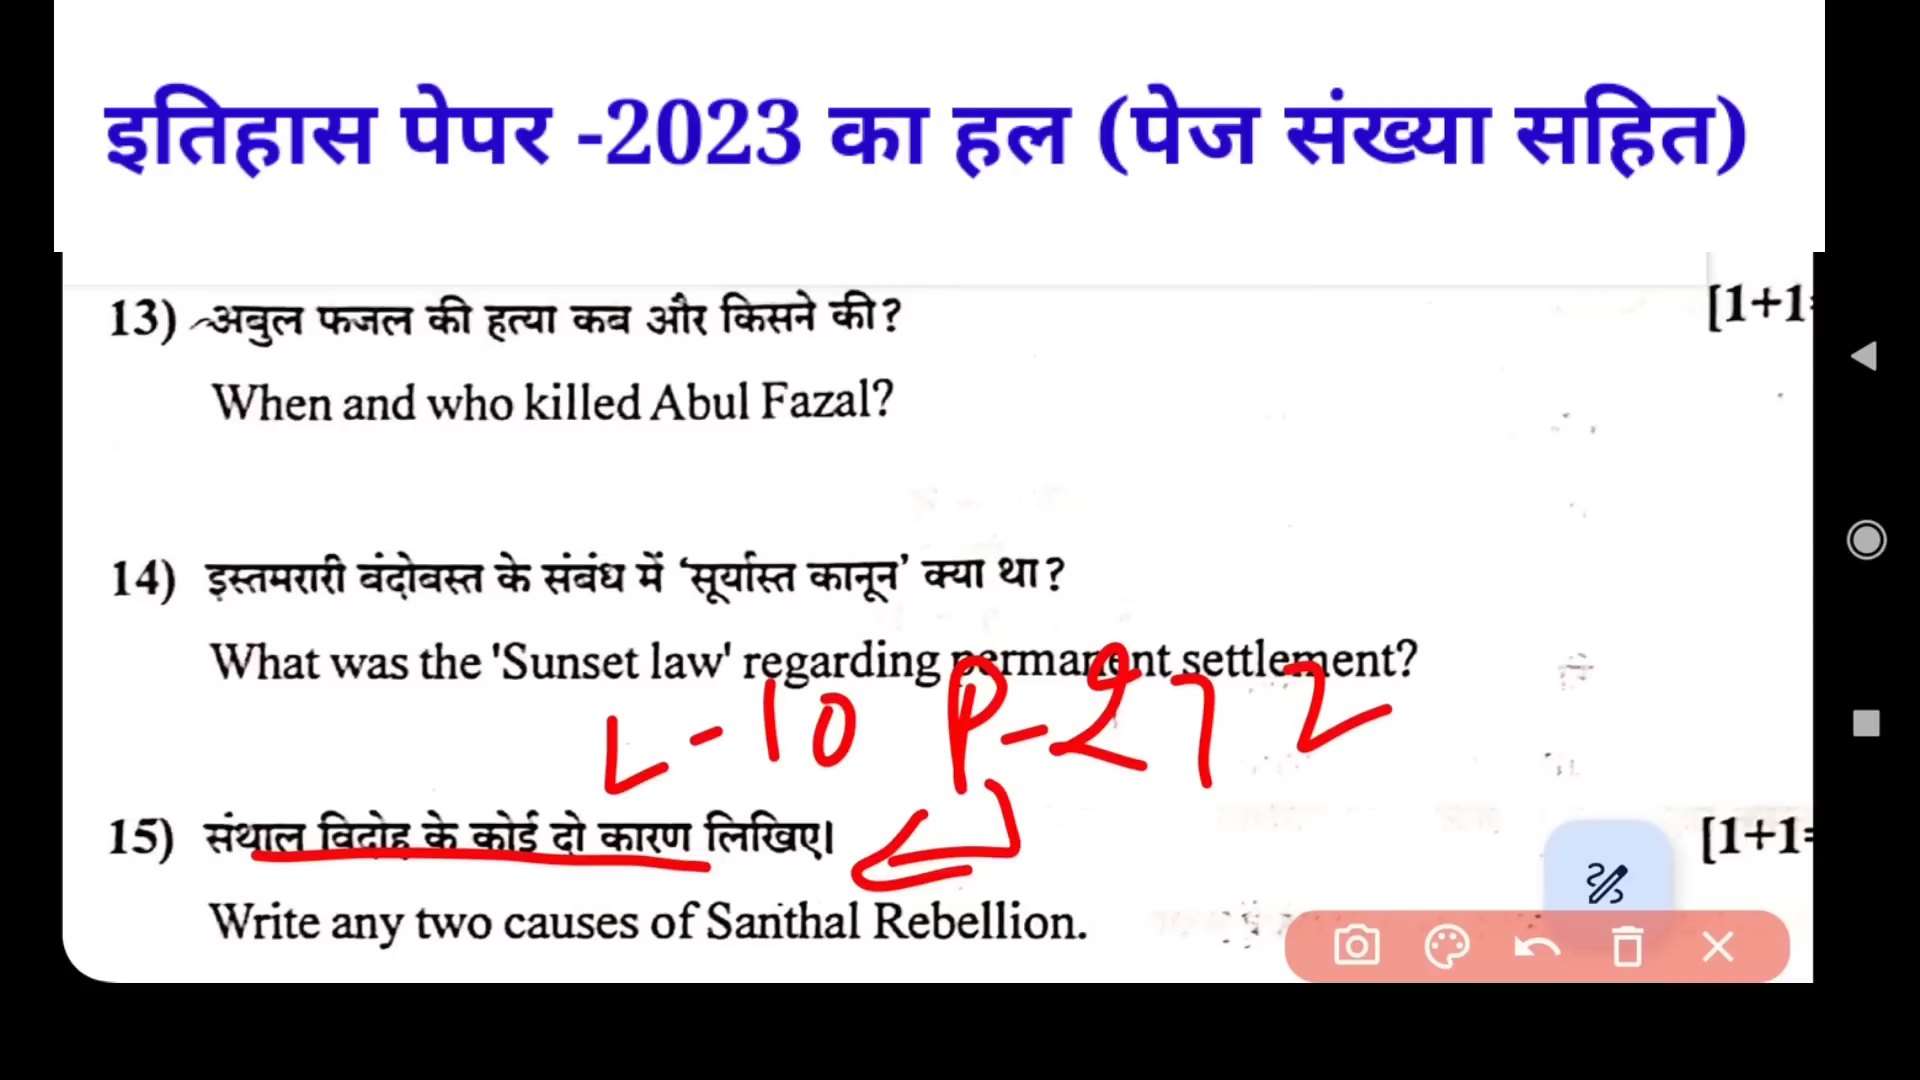 इतिहास पेपर -2023 का हल (पेज संख्या सहित)
13) अबुल फजल की हत्या कब और किसने की? [1+1=
When and who killed Abul Fazal?
14) इस्तमरारी बंदोबस्त के संबंध में ‘सूर्यास्त कानून’ क्या था?
What was the 'Sunset law' regarding permanent settlement?
L-10 P-272
15) संथाल विद्रोह के कोई दो कारण लिखिए। [1+1=
Write any two causes of Santhal Rebellion.